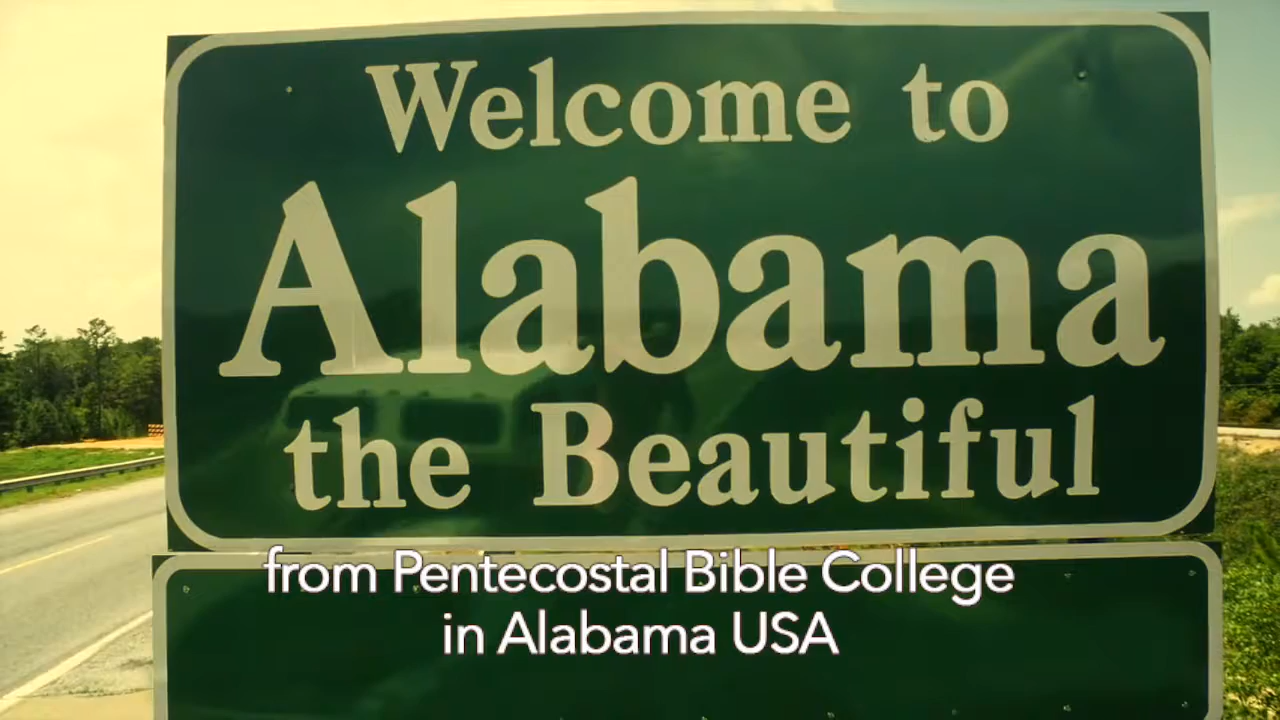 Welcome to
Alabama
the Beautiful
from Pentecostal Bible College
in Alabama USA